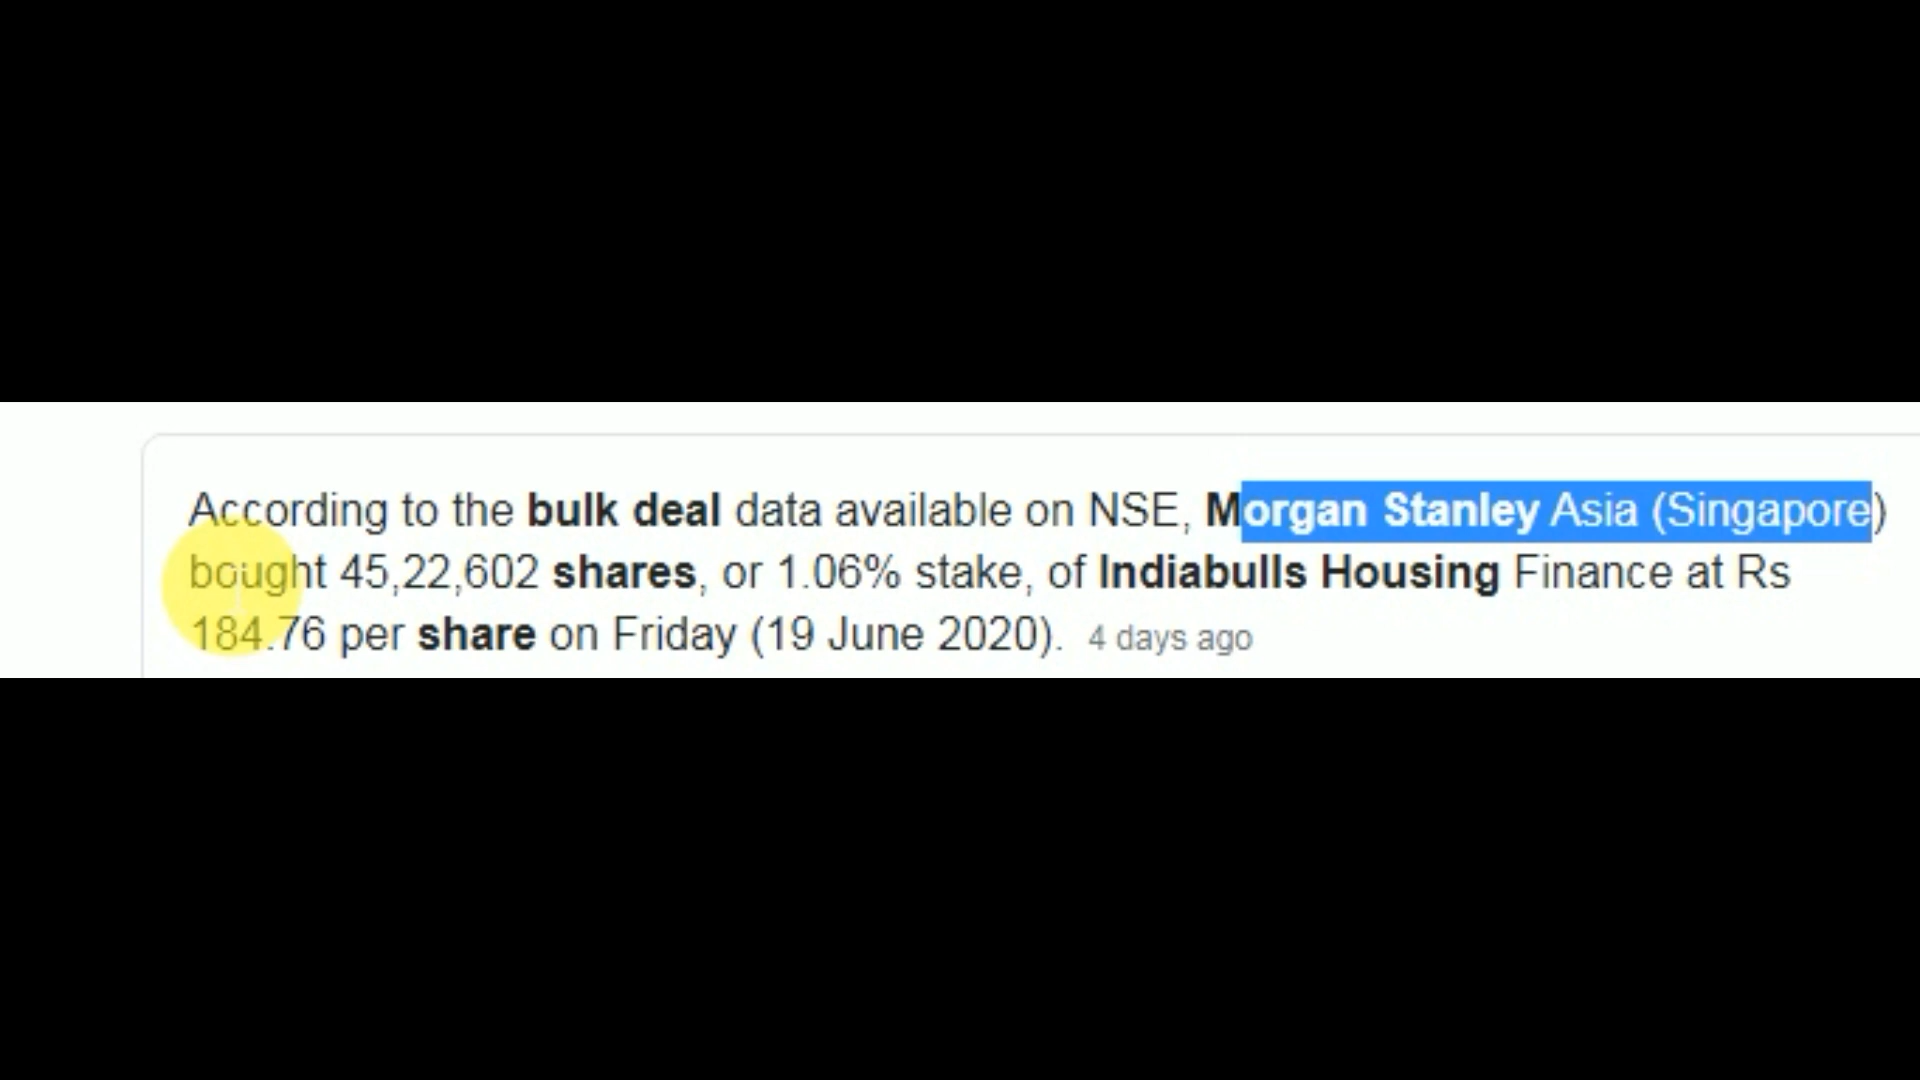 According to the bulk deal data available on NSE, Morgan Stanley Asia (Singapore)
bought 45,22,602 shares, or 1.06% stake, of Indiabulls Housing Finance at Rs
184.76 per share on Friday (19 June 2020). 4 days ago